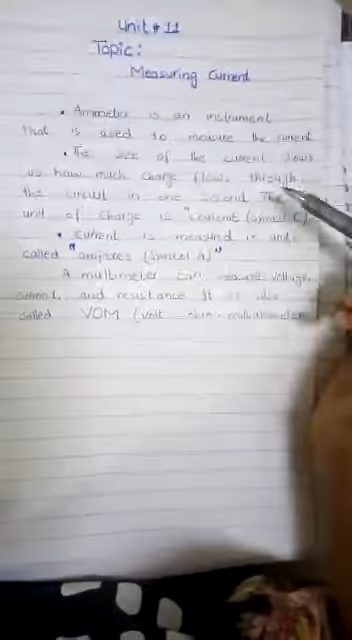 Unit # 11
Topic:
Measuring Current
• Ammeter is an instrument
that is used to measure the current
• The size of the current shows
us how much charge flows through
the circuit in one second The
unit of charge is "Coulomb (symbol C)
• Current is measured in unit
called "amperes (Symbol A)"
A multimeter can measure voltage,
current, and resistance It is also
called VOM (Volt ohm-milliammeter